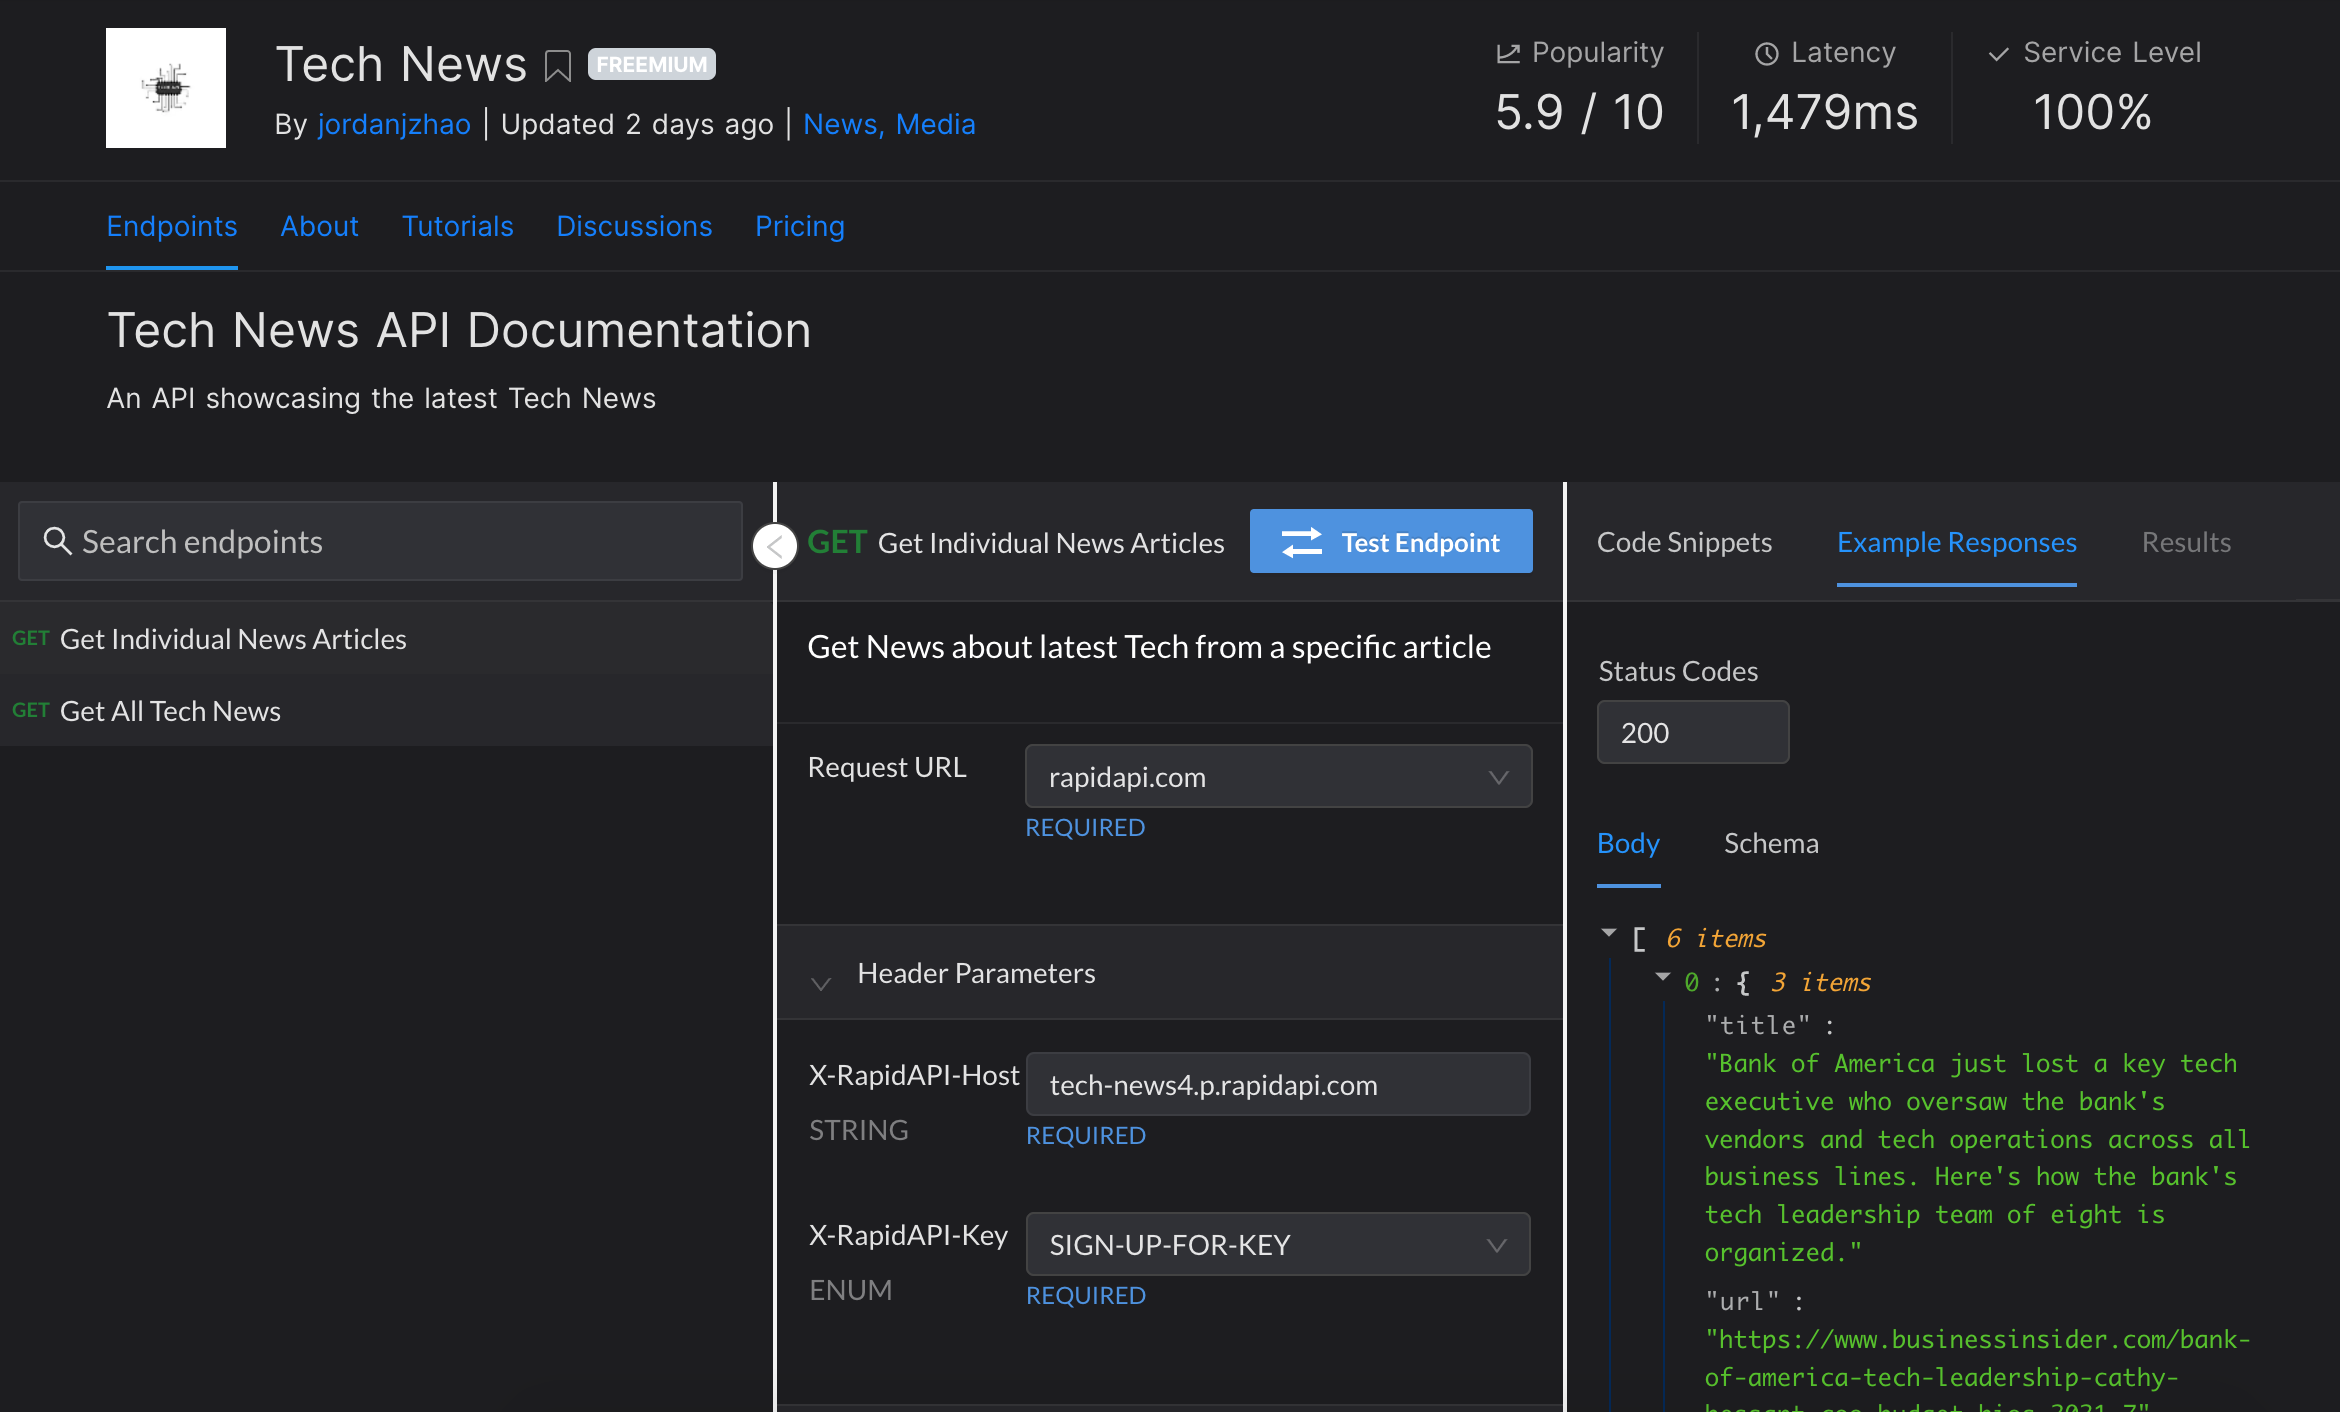 Tech News FREEMIUM
By jordanjzhao | Updated 2 days ago | News, Media
Popularity
5.9 / 10
Latency
1,479ms
Service Level
100%
Endpoints About Tutorials Discussions Pricing
Tech News API Documentation
An API showcasing the latest Tech News
Search endpoints
GET Get Individual News Articles
GET Get All Tech News
GET Get Individual News Articles Test Endpoint
Get News about latest Tech from a specific article
Request URL rapidapi.com
REQUIRED
Header Parameters
X-RapidAPI-Host tech-news4.p.rapidapi.com
STRING REQUIRED
X-RapidAPI-Key SIGN-UP-FOR-KEY
ENUM REQUIRED
Code Snippets Example Responses Results
Status Codes
200
Body Schema
[ 6 items
0 : { 3 items
"title" :
"Bank of America just lost a key tech
executive who oversaw the bank's
vendors and tech operations across all
business lines. Here's how the bank's
tech leadership team of eight is
organized."
"url" :
"https://www.businessinsider.com/bank-
of-america-tech-leadership-cathy-
bessant-coo-budget-bios-2021-7"